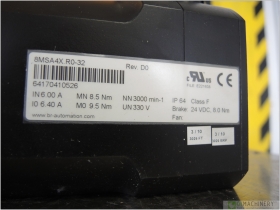 8MSA4X.R0-32
Rev. D0
64170410526
IN 6.00 A MN 8.5 Nm NN 3000 min-1 IP 64 Class F
I0 6.40 A M0 9.5 Nm UN 330 V Brake 24 VDC, 8.0 Nm
Fan:
www.br-automation.com